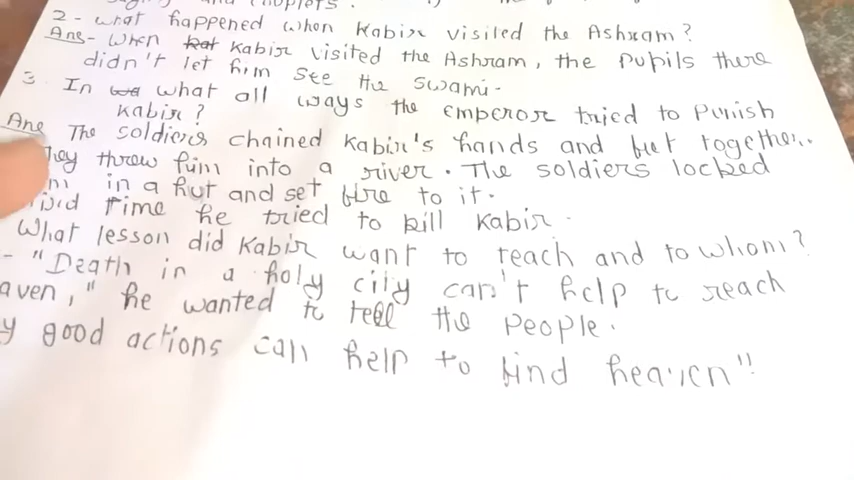 and couplets.
2 - what happened when Kabir visited the Ashram?
Ans - When Kabir visited the Ashram, the pupils there
didn't let him see the swami.
3. In what all ways the emperor tried to Punish
Kabir?
Ans The soldiers chained Kabir's hands and feet together..
They threw him into a river. The soldiers locked
in a hut and set fire to it.
time he tried to kill Kabir.
What lesson did Kabir want to teach and to whom?
- "Death in a holy city can't help to reach
aven," he wanted to tell the people.
y good actions can help to find heaven"